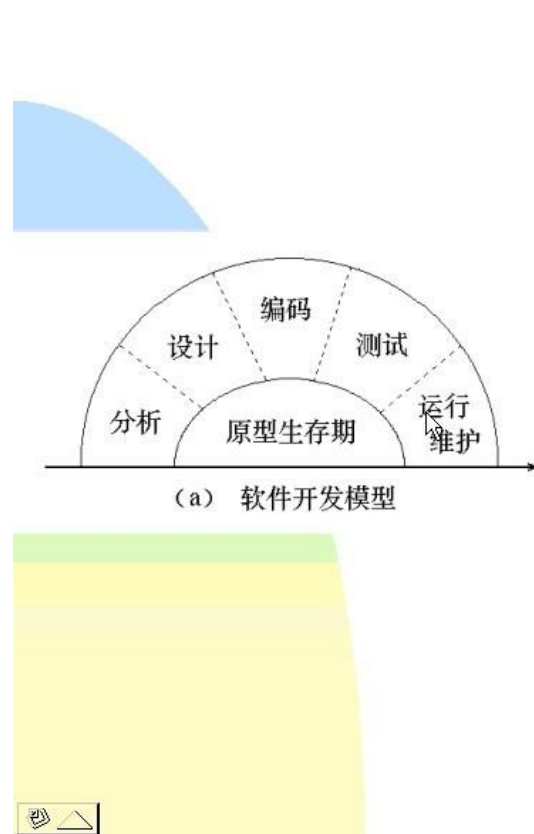 编码
设计
测试
分析
原型生存期
运行
维护
（a） 软件开发模型